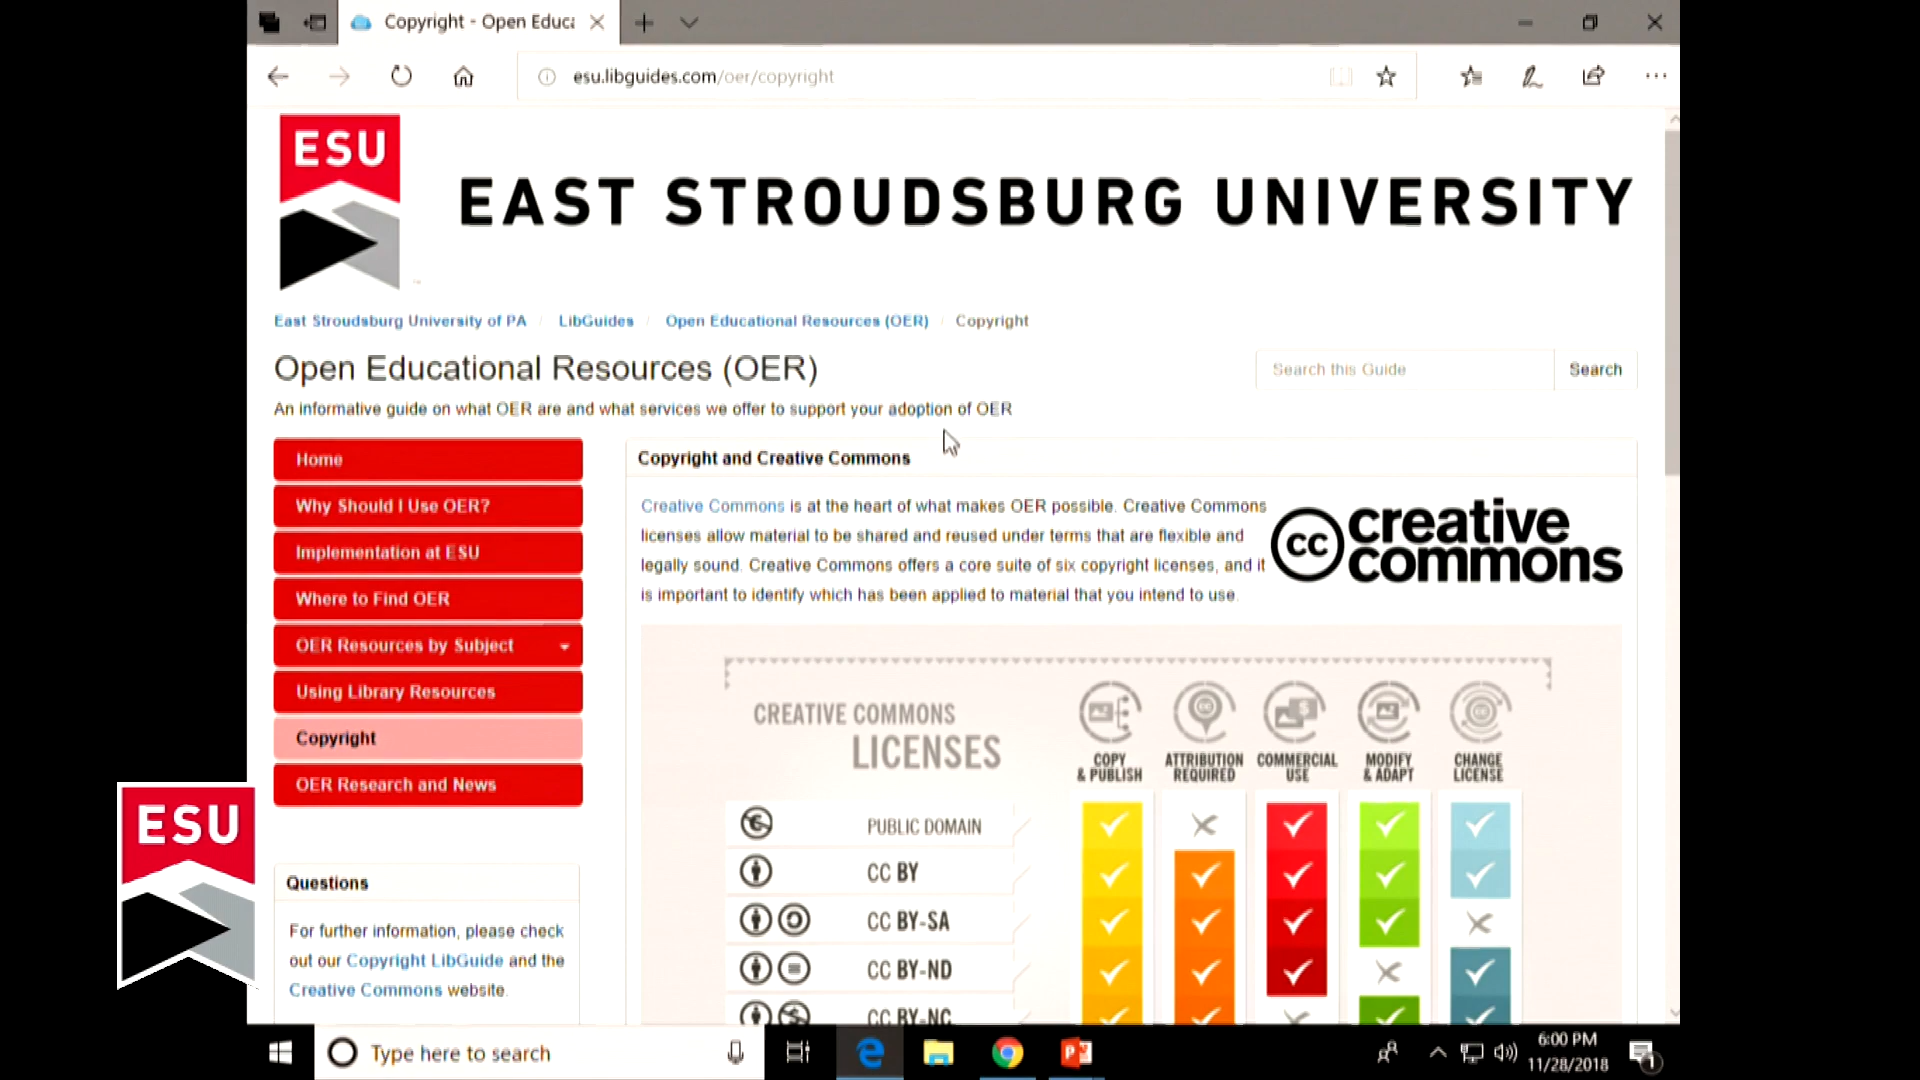 Copyright - Open Educa
esu.libguides.com/oer/copyright
ESU
EAST STROUDSBURG UNIVERSITY
East Stroudsburg University of PA / LibGuides / Open Educational Resources (OER) / Copyright
Open Educational Resources (OER)
Search this Guide
Search
An informative guide on what OER are and what services we offer to support your adoption of OER
Home
Why Should I Use OER?
Implementation at ESU
Where to Find OER
OER Resources by Subject
Using Library Resources
Copyright
OER Research and News
Questions
For further information, please check
out our Copyright LibGuide and the
Creative Commons website.
Copyright and Creative Commons
Creative Commons is at the heart of what makes OER possible. Creative Commons
licenses allow material to be shared and reused under terms that are flexible and
legally sound. Creative Commons offers a core suite of six copyright licenses, and it
is important to identify which has been applied to material that you intend to use.
cc creative
commons
CREATIVE COMMONS
LICENSES
COPY
& PUBLISH
ATTRIBUTION
REQUIRED
COMMERCIAL
USE
MODIFY
& ADAPT
CHANGE
LICENSE
PUBLIC DOMAIN
CC BY
CC BY-SA
CC BY-ND
CC BY-NC
ESU
Type here to search
6:00 PM
11/28/2018
1